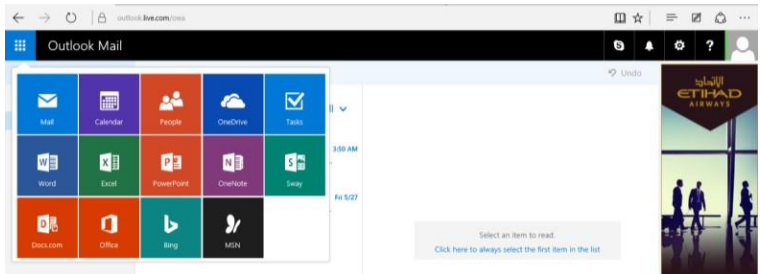 outlook.live.com/owa
Outlook Mail
?
Undo
Mail
Calendar
People
OneDrive
Tasks
Word
Excel
PowerPoint
OneNote
Sway
Docs.com
Office
Bing
MSN
3:50 AM
Fri 5/27
Select an item to read.
Click here to always select the first item in the list
الإتحاد
ETIHAD
AIRWAYS